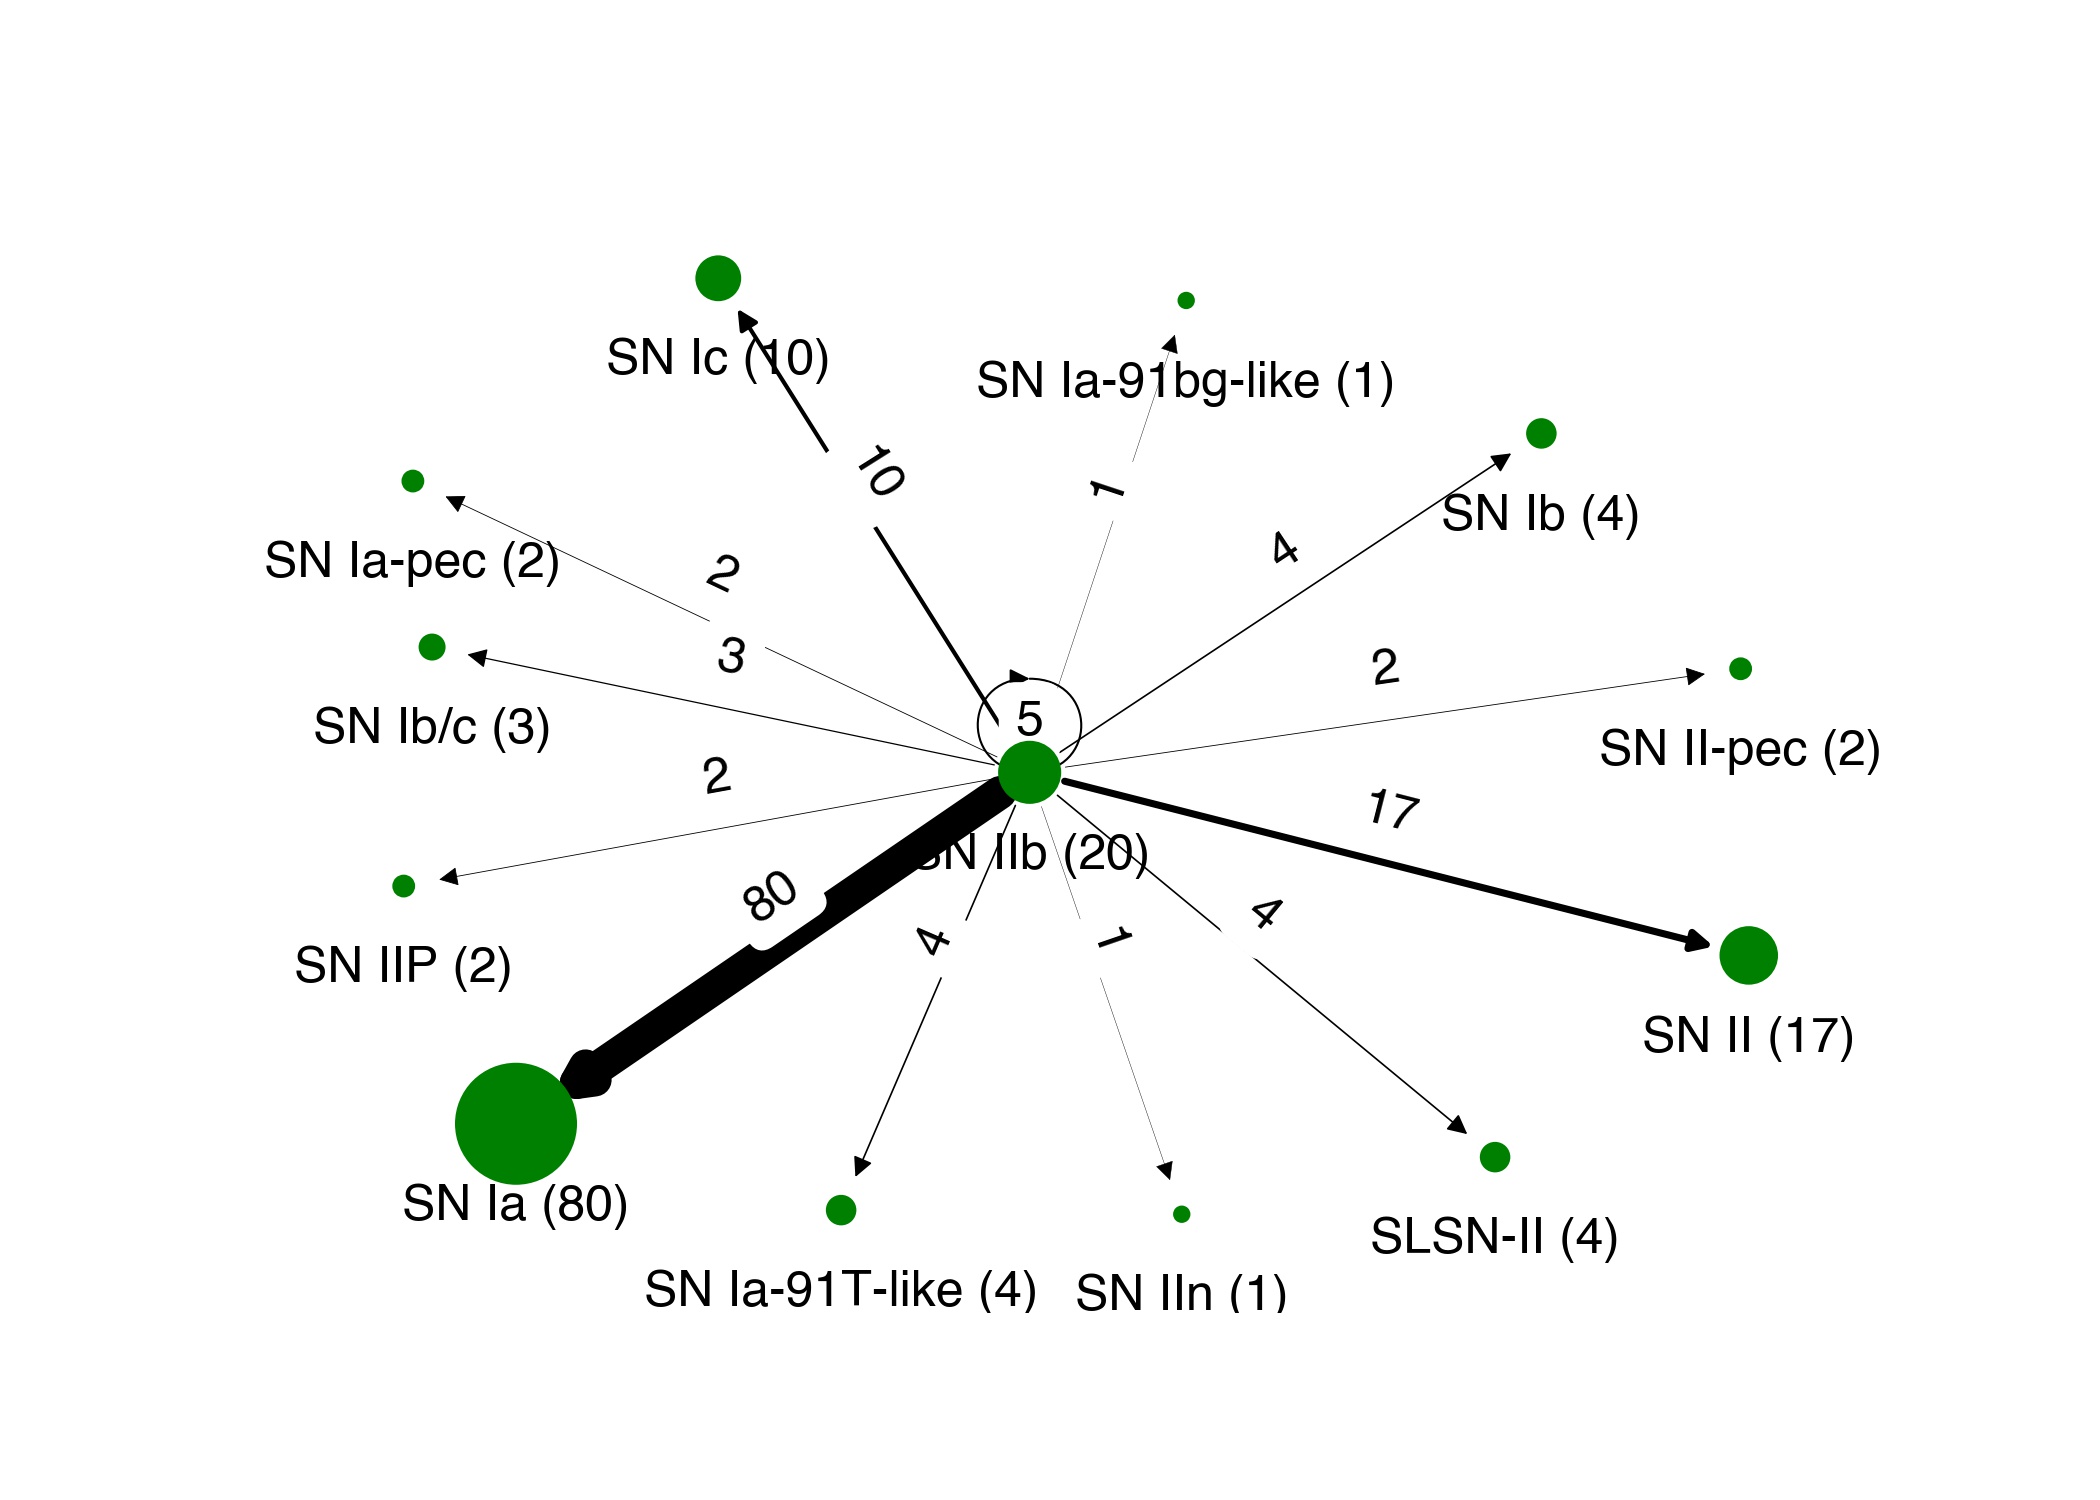 SN Ic (10)
SN Ia-91bg-like (1)
10
1
SN Ib (4)
4
SN Ia-pec (2)
2
3
2
SN Ib/c (3)
5
SN II-pec (2)
2
17
SN IIb (20)
80
4
1
4
SN IIP (2)
SN II (17)
SN Ia (80)
SLSN-II (4)
SN Ia-91T-like (4)
SN IIn (1)